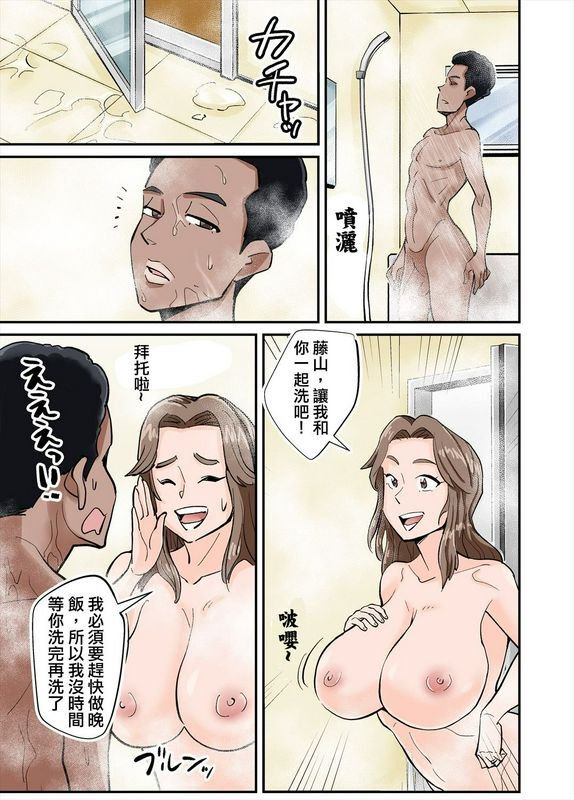 噴灑
カチャッ
藤山，讓我和
你一起洗吧！
啵嚶~
拜托啦~
えええっ！！
我必須要趕快做晚
飯，所以我沒時間
等你洗完再洗了
ブルンッ